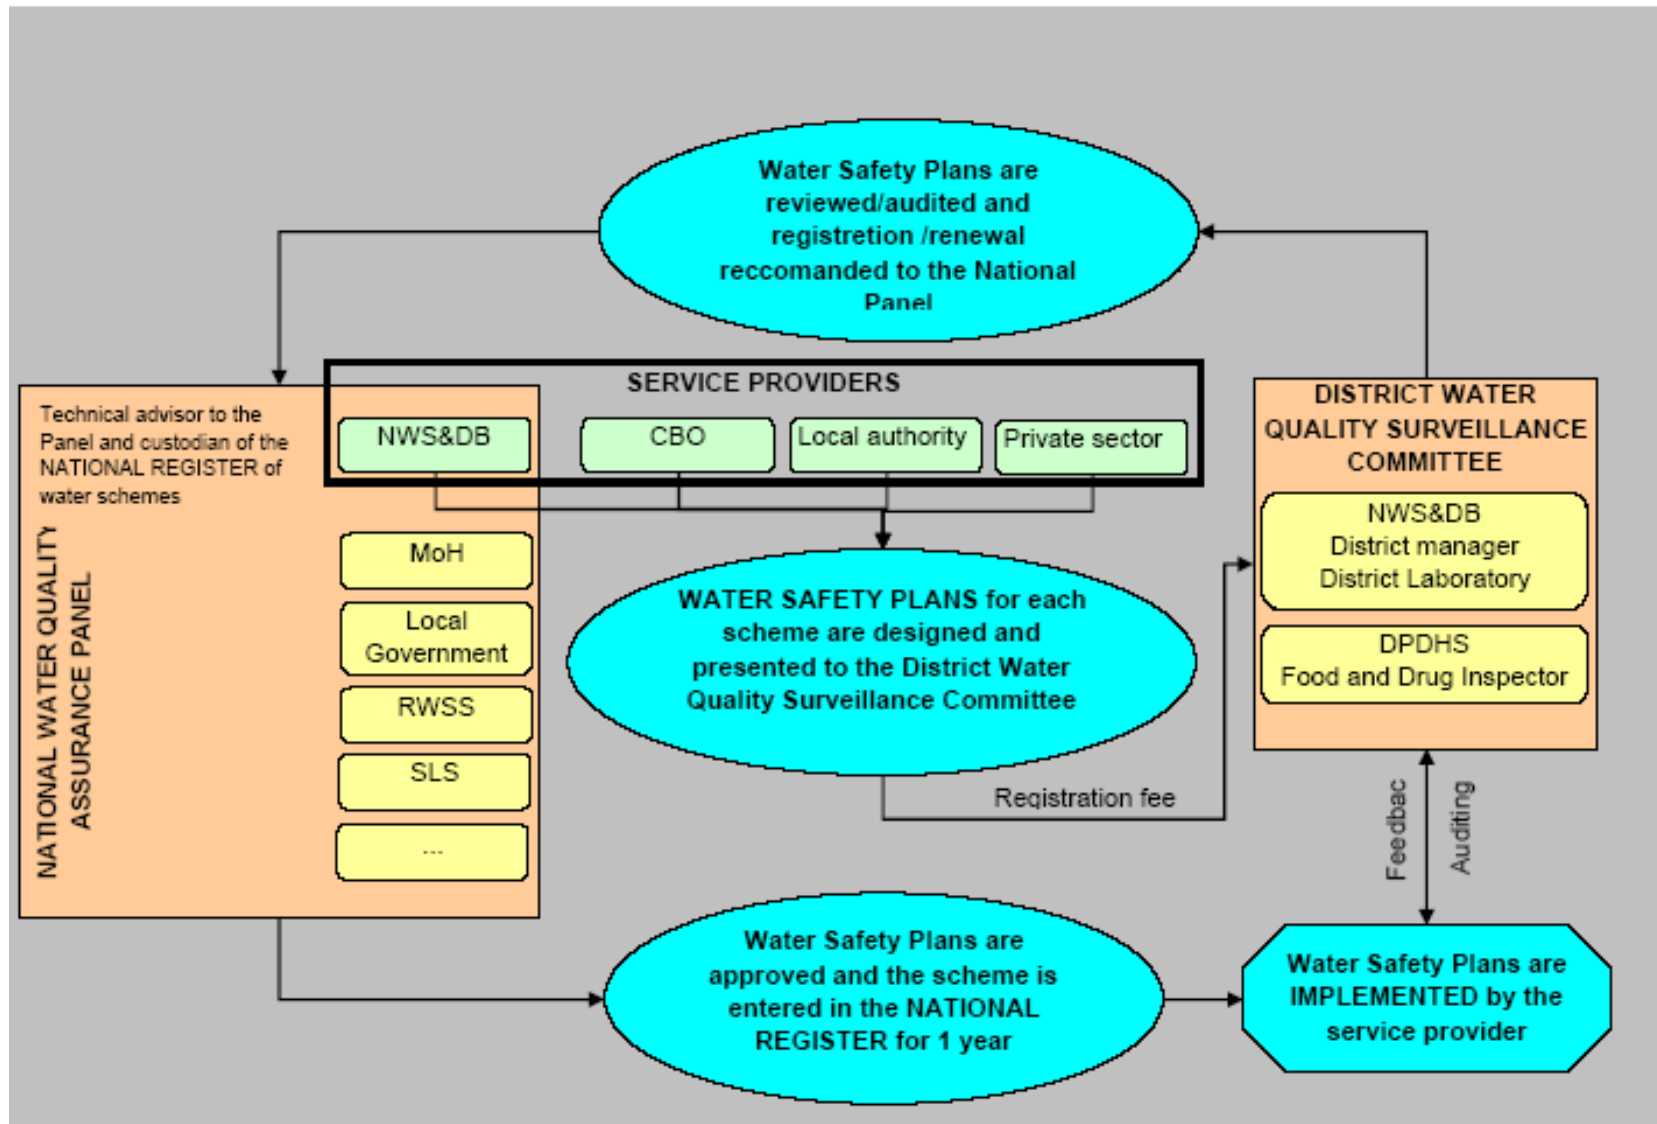 Water Safety Plans are
reviewed/audited and
registretion /renewal
reccomanded to the National
Panel
SERVICE PROVIDERS
NWS&DB
CBO
Local authority
Private sector
Technical advisor to the
Panel and custodian of the
NATIONAL REGISTER of
water schemes
NATIONAL WATER QUALITY
ASSURANCE PANEL
MoH
Local
Government
RWSS
SLS
...
WATER SAFETY PLANS for each
scheme are designed and
presented to the District Water
Quality Surveillance Committee
Registration fee
DISTRICT WATER
QUALITY SURVEILLANCE
COMMITTEE
NWS&DB
District manager
District Laboratory
DPDHS
Food and Drug Inspector
Feedbac
Auditing
Water Safety Plans are
approved and the scheme is
entered in the NATIONAL
REGISTER for 1 year
Water Safety Plans are
IMPLEMENTED by the
service provider